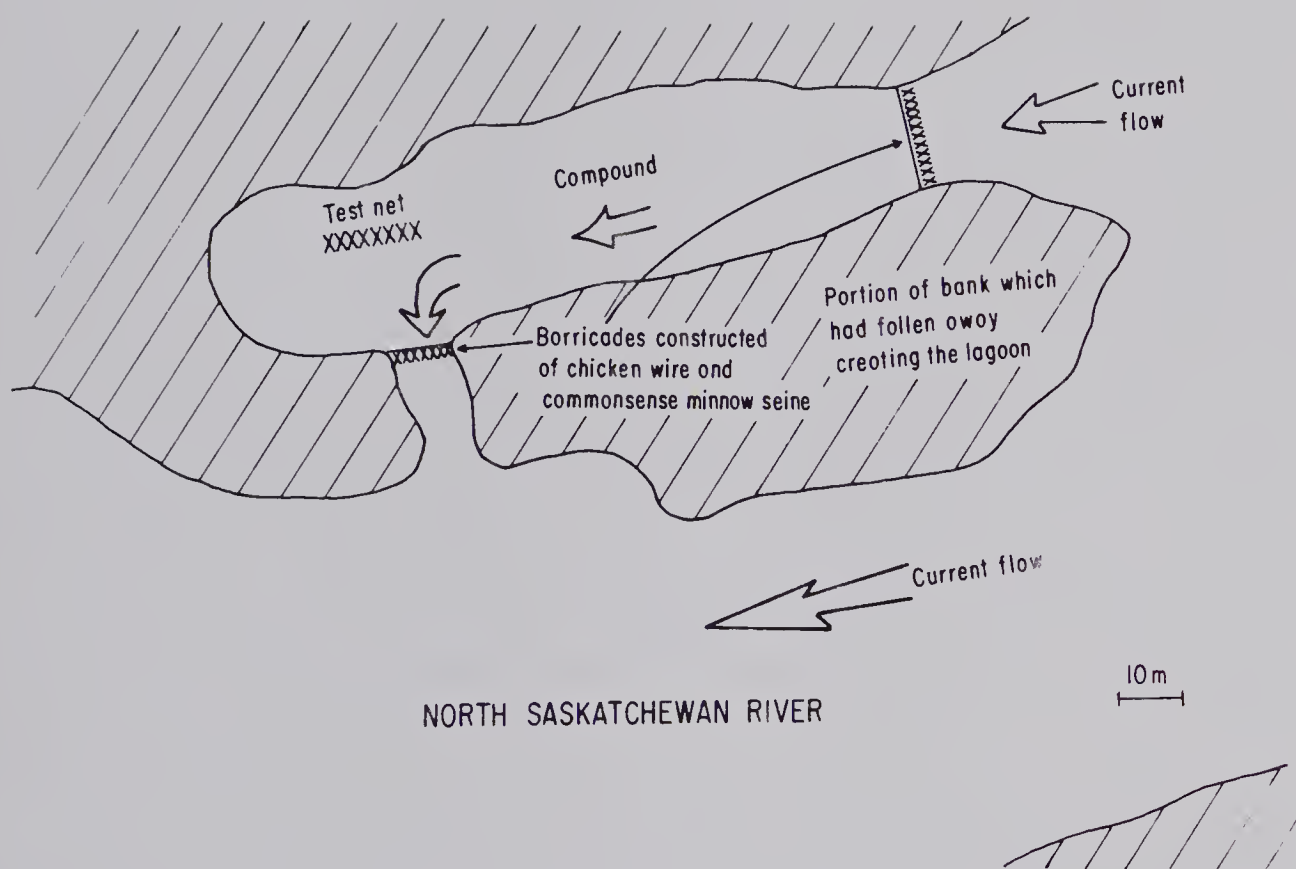 Current
flow
Compound
Test net
XXXXXXXX
Portion of bank which
had follen owoy
creoting the lagoon
Borricades constructed
of chicken wire ond
commonsense minnow seine
Current flow
10 m
NORTH SASKATCHEWAN RIVER